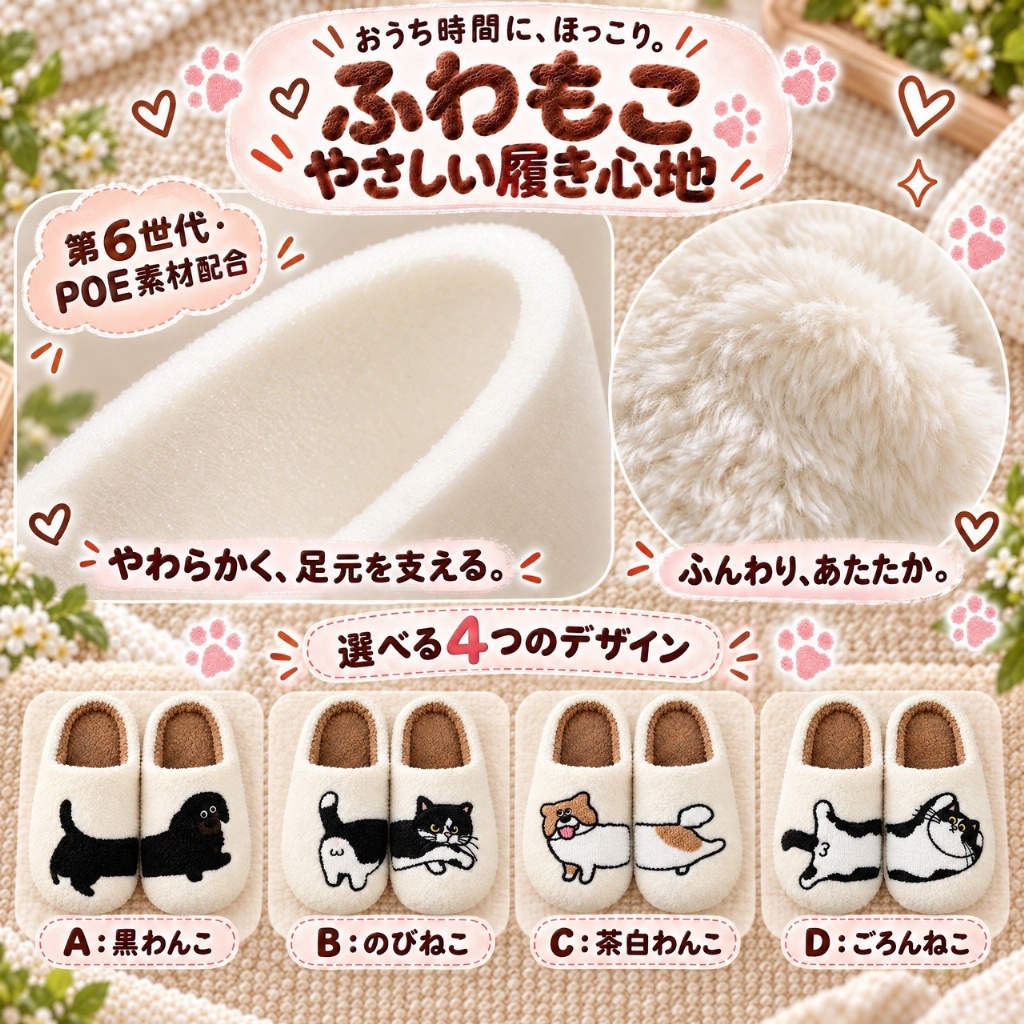 おうち時間に、ほっこり。
ふわもこ
やさしい履き心地
第6世代・
POE素材配合
やわらかく、足元を支える。
ふんわり、あたたか。
選べる4つのデザイン
A：黒わんこ
B：のびねこ
C：茶白わんこ
D：ごろんねこ